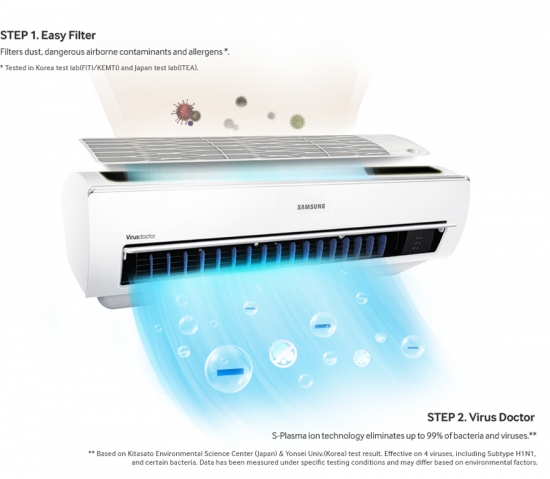 STEP 1. Easy Filter
Filters dust, dangerous airborne contaminants and allergens *.
* Tested in Korea test lab(FITI/KEMTI) and Japan test lab(ITEA).
SAMSUNG
Virusdoctor
STEP 2. Virus Doctor
S-Plasma ion technology eliminates up to 99% of bacteria and viruses.**
** Based on Kitasato Environmental Science Center (Japan) & Yonsei Univ.(Korea) test result. Effective on 4 viruses, including Subtype H1N1,
and certain bacteria. Data has been measured under specific testing conditions and may differ based on environmental factors.